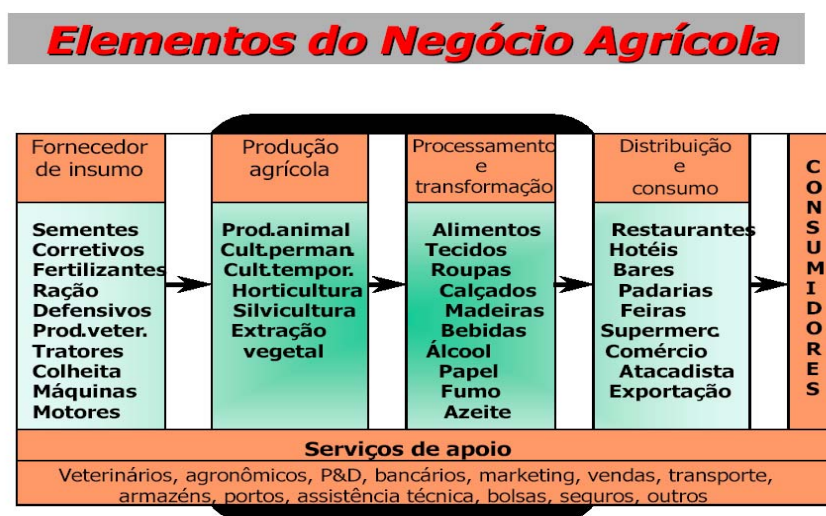 Elementos do Negócio Agrícola
Fornecedor
de insumo
Sementes
Corretivos
Fertilizantes
Ração
Defensivos
Prod.veter.
Tratores
Colheita
Máquinas
Motores
Produção
agrícola
Prod.animal
Cult.perman.
Cult.tempor.
Horticultura
Silvicultura
Extração
vegetal
Processamento
e
transformação
Alimentos
Tecidos
Roupas
Calçados
Madeiras
Bebidas
Álcool
Papel
Fumo
Azeite
Distribuição
e
consumo
Restaurantes
Hotéis
Bares
Padarias
Feiras
Supermerc.
Comércio
Atacadista
Exportação
CONSUMIDORES
Serviços de apoio
Veterinários, agronômicos, P&D, bancários, marketing, vendas, transporte,
armazéns, portos, assistência técnica, bolsas, seguros, outros